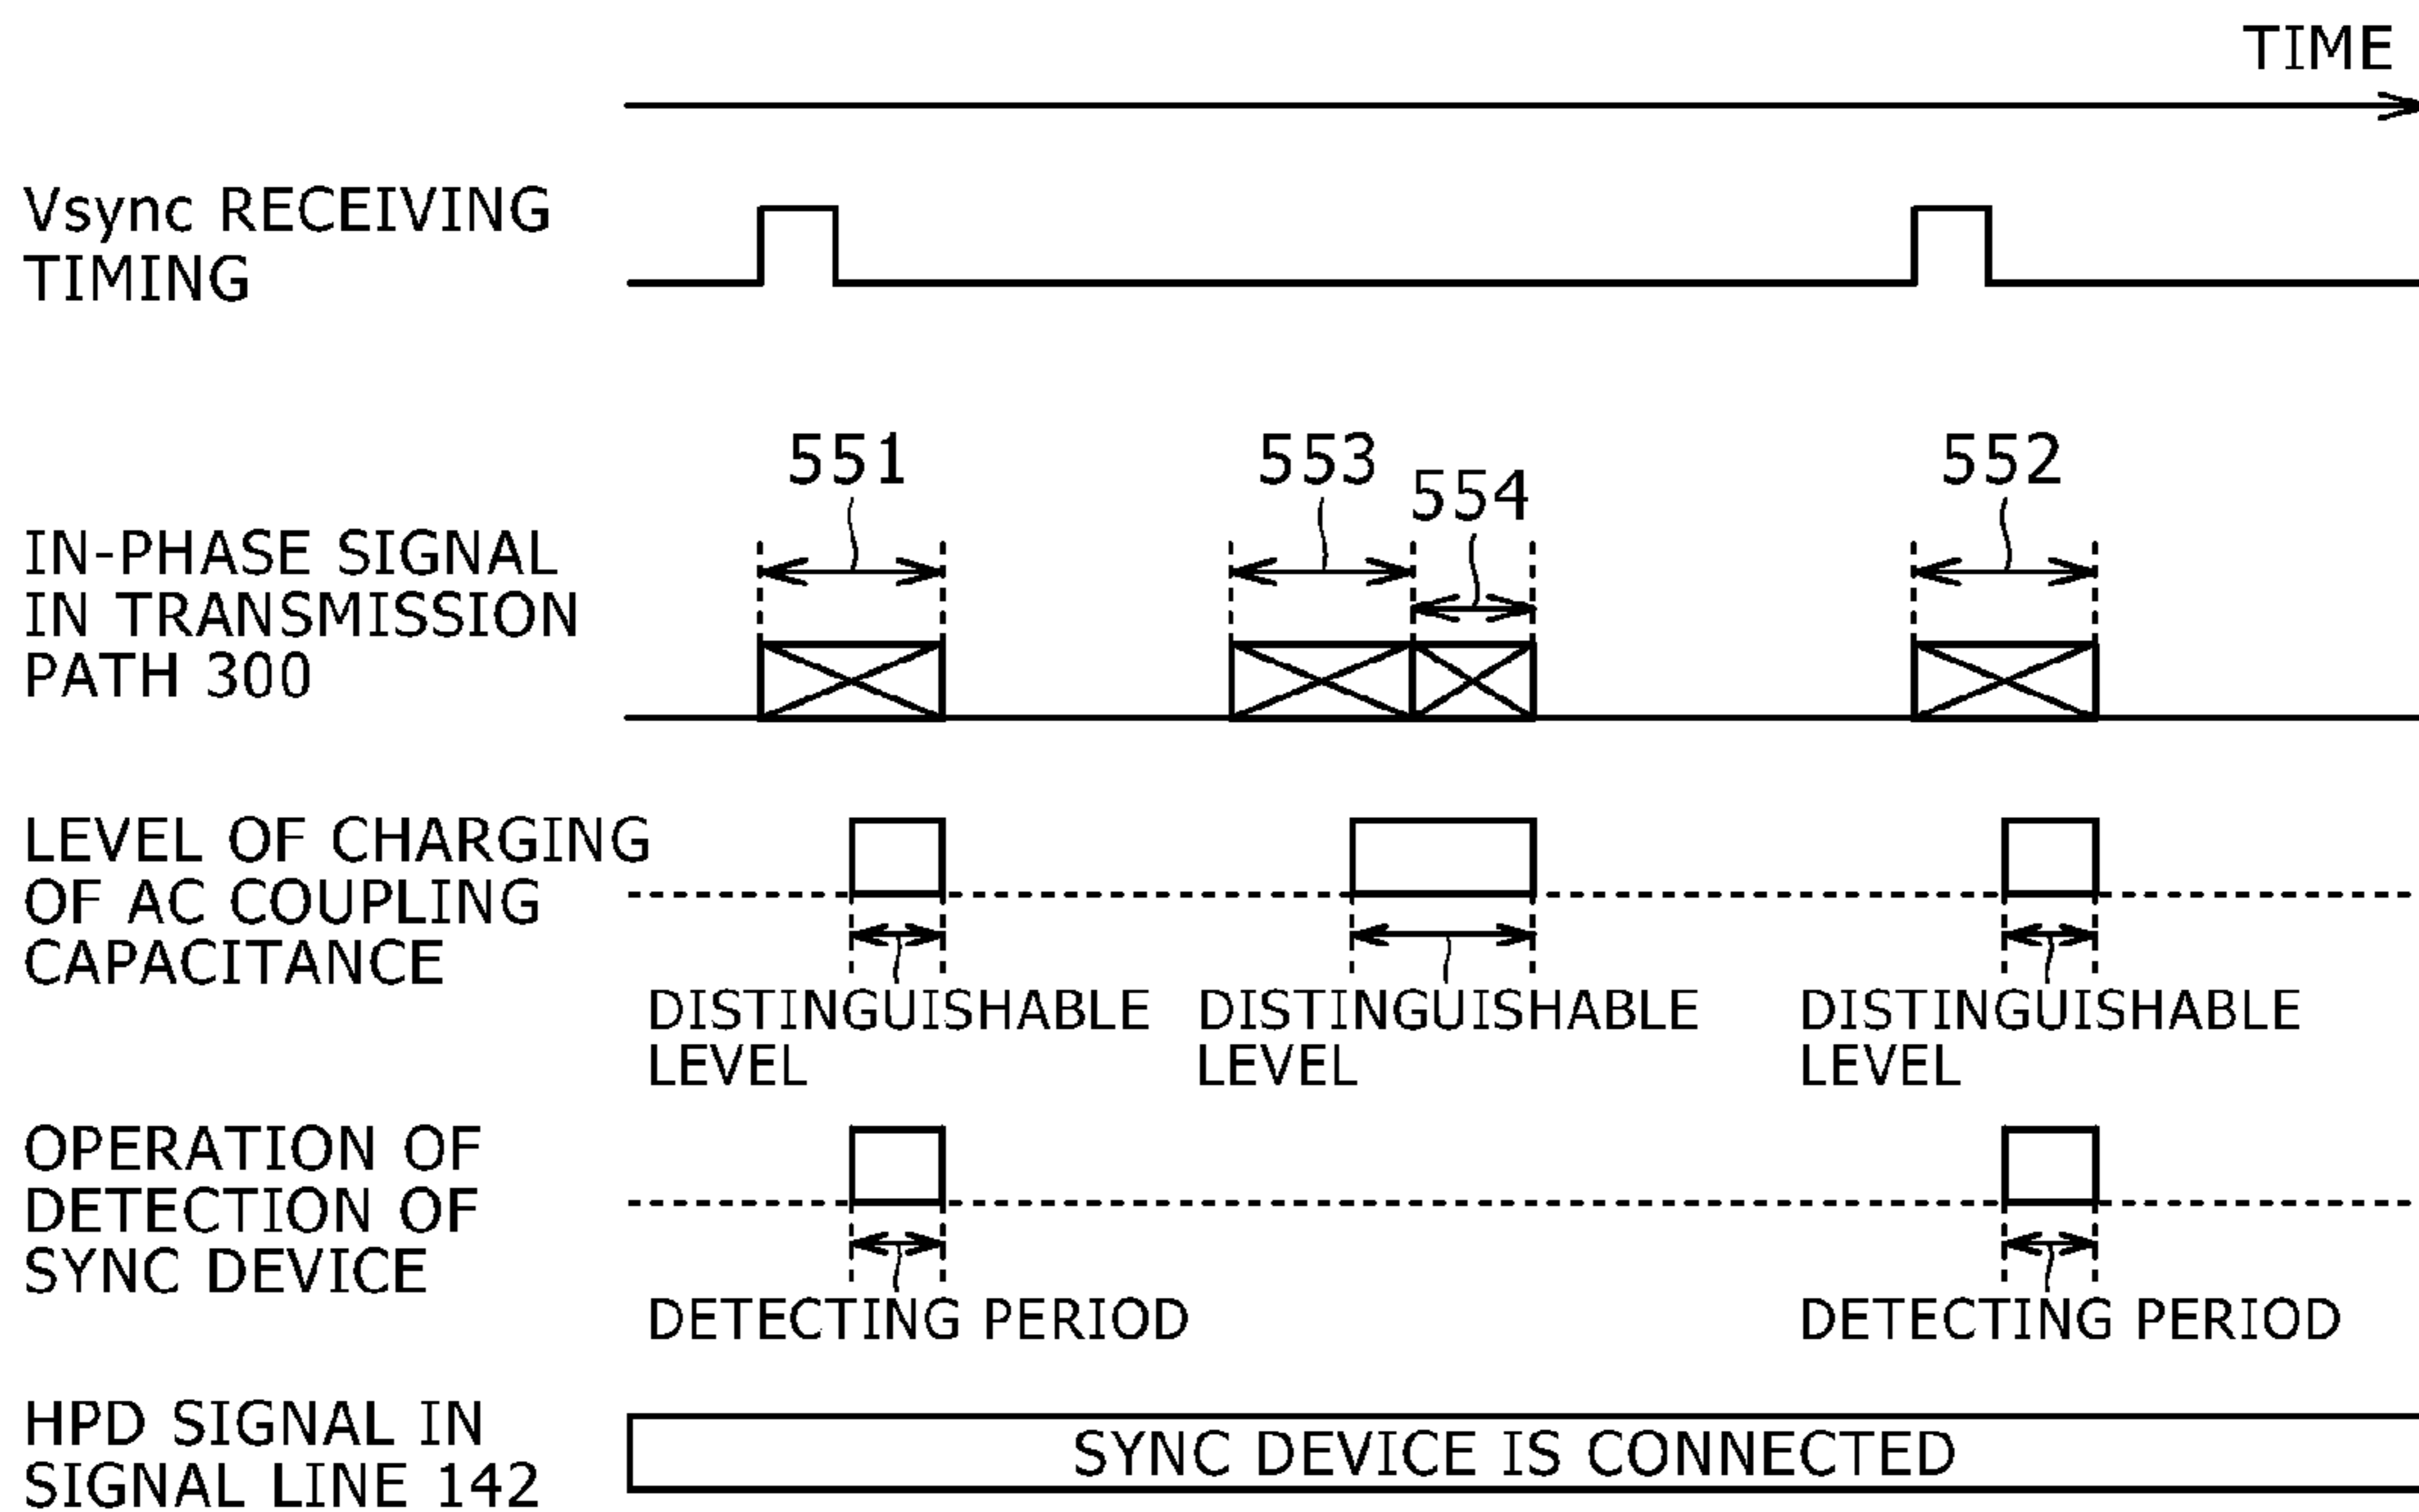 TIME
Vsync RECEIVING
TIMING
551
553
554
552
IN-PHASE SIGNAL
IN TRANSMISSION
PATH 300
LEVEL OF CHARGING
OF AC COUPLING
CAPACITANCE
DISTINGUISHABLE
LEVEL
DISTINGUISHABLE
LEVEL
DISTINGUISHABLE
LEVEL
OPERATION OF
DETECTION OF
SYNC DEVICE
DETECTING PERIOD
DETECTING PERIOD
HPD SIGNAL IN
SIGNAL LINE 142
SYNC DEVICE IS CONNECTED